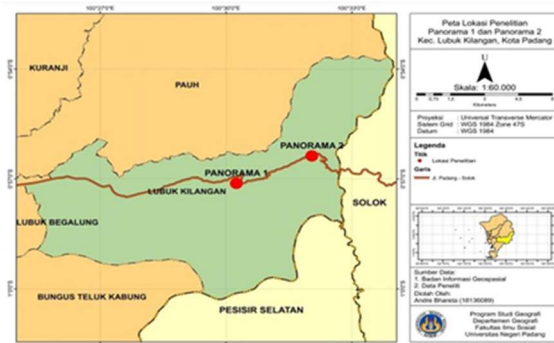 Peta Lokasi Penelitian
Panorama 1 dan Panorama 2
Kec. Lubuk Kilangan, Kota Padang
U
Skala: 1:60.000
Kilometers
Proyeksi : Universal Transverse Mercator
Sistem Grid : WGS 1984 Zone 47S
Datum : WGS 1984
Legenda
Titik
Lokasi Penelitian
Garis
Jl. Padang - Solok
Sumber Data:
1. Badan Informasi Geospasial
2. Data Peneliti
Diolah Oleh:
Andre Bharista (18136089)
Program Studi Geografi
Departemen Geografi
Fakultas Ilmu Sosial
Universitas Negeri Padang
KURANJI
PAUH
PANORAMA 2
PANORAMA 1
LUBUK KILANGAN
SOLOK
LUBUK BEGALUNG
BUNGUS TELUK KABUNG
PESISIR SELATAN